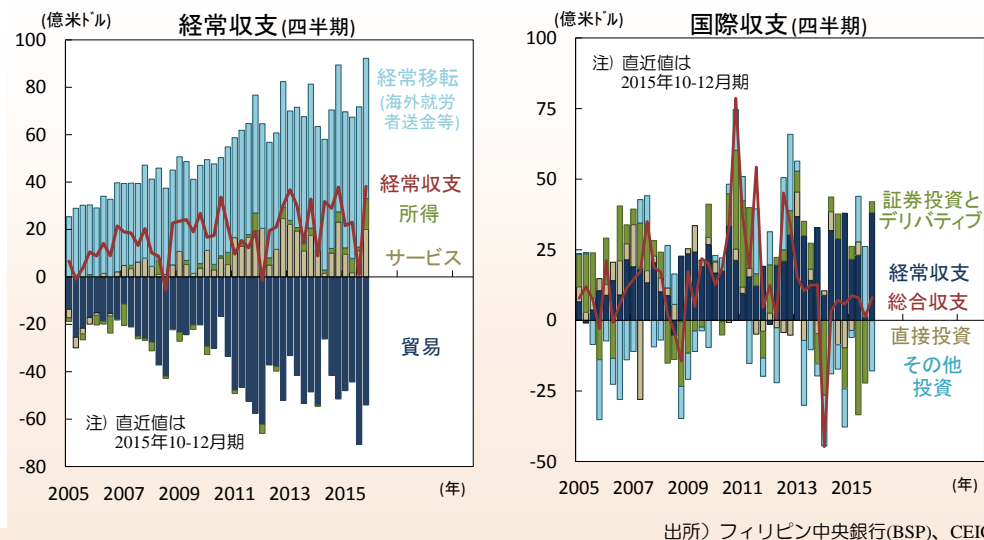 経常収支(四半期)
(億米ドル)
100
80
60
40
20
0
-20
-40
-60
-80
経常移転
(海外就労
者送金等)
経常収支
所得
サービス
貿易
注) 直近値は
2015年10-12月期
2005 2007 2009 2011 2013 2015 (年)
国際収支(四半期)
(億米ドル)
100
75
50
25
0
-25
-50
注) 直近値は
2015年10-12月期
証券投資と
デリバティブ
経常収支
総合収支
直接投資
その他
投資
2005 2007 2009 2011 2013 2015 (年)
出所）フィリピン中央銀行(BSP)、CEIC